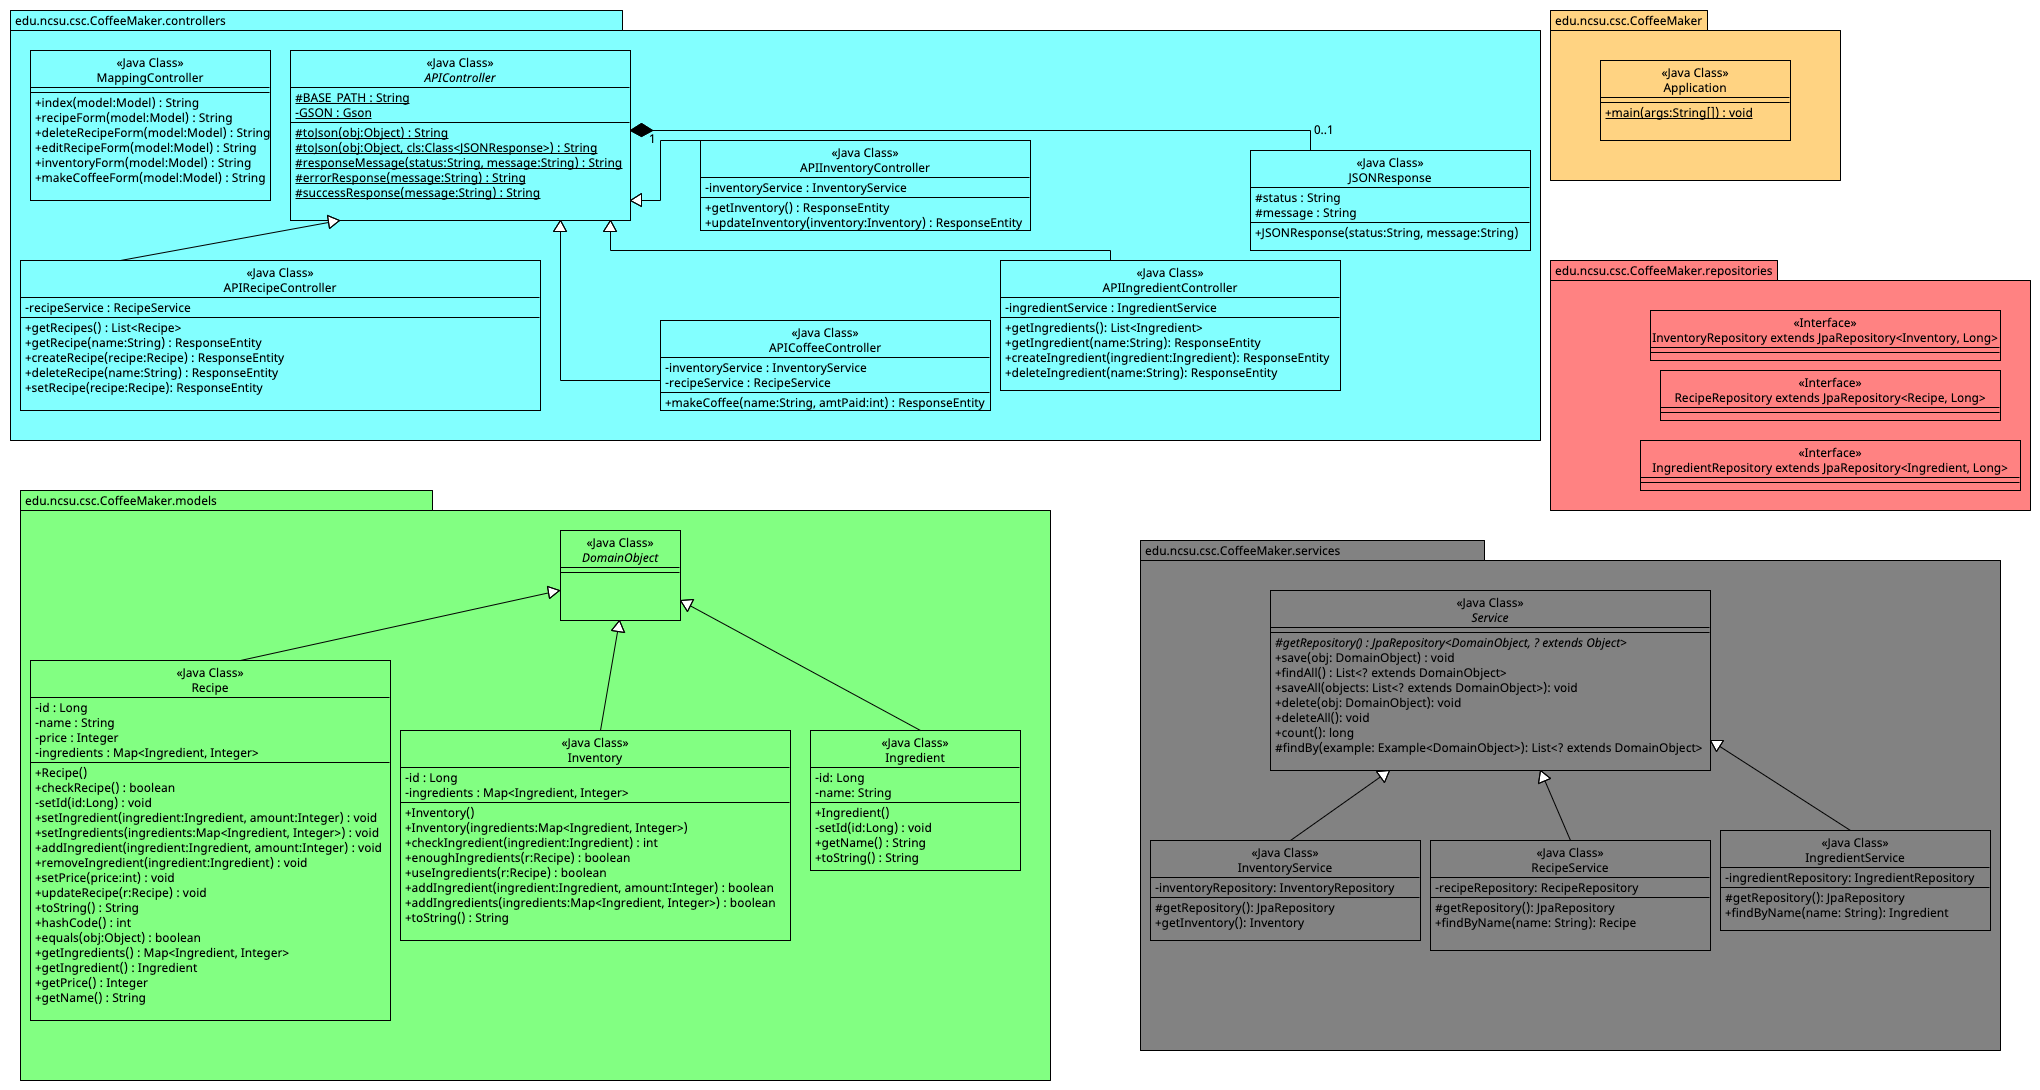 edu.ncsu.csc.CoffeeMaker.controllers
«Java Class»
MappingController
+index(model:Model) : String
+recipeForm(model:Model) : String
+deleteRecipeForm(model:Model) : String
+editRecipeForm(model:Model) : String
+inventoryForm(model:Model) : String
+makeCoffeeForm(model:Model) : String
«Java Class»
APIController
#BASE_PATH : String
-GSON : Gson
#toJson(obj:Object) : String
#toJson(obj:Object, cls:Class<JSONResponse>) : String
#responseMessage(status:String, message:String) : String
#errorResponse(message:String) : String
#successResponse(message:String) : String
1
0..1
«Java Class»
APIInventoryController
-inventoryService : InventoryService
+getInventory() : ResponseEntity
+updateInventory(inventory:Inventory) : ResponseEntity
«Java Class»
JSONResponse
#status : String
#message : String
+JSONResponse(status:String, message:String)
«Java Class»
APIRecipeController
-recipeService : RecipeService
+getRecipes() : List<Recipe>
+getRecipe(name:String) : ResponseEntity
+createRecipe(recipe:Recipe) : ResponseEntity
+deleteRecipe(name:String) : ResponseEntity
+setRecipe(recipe:Recipe): ResponseEntity
«Java Class»
APICoffeeController
-inventoryService : InventoryService
-recipeService : RecipeService
+makeCoffee(name:String, amtPaid:int) : ResponseEntity
«Java Class»
APIIngredientController
-ingredientService : IngredientService
+getIngredients(): List<Ingredient>
+getIngredient(name:String): ResponseEntity
+createIngredient(ingredient:Ingredient): ResponseEntity
+deleteIngredient(name:String): ResponseEntity
edu.ncsu.csc.CoffeeMaker
«Java Class»
Application
+main(args:String[]) : void
edu.ncsu.csc.CoffeeMaker.repositories
«Interface»
InventoryRepository extends JpaRepository<Inventory, Long>
«Interface»
RecipeRepository extends JpaRepository<Recipe, Long>
«Interface»
IngredientRepository extends JpaRepository<Ingredient, Long>
edu.ncsu.csc.CoffeeMaker.models
«Java Class»
DomainObject
«Java Class»
Recipe
-id : Long
-name : String
-price : Integer
-ingredients : Map<Ingredient, Integer>
+Recipe()
+checkRecipe() : boolean
-setId(id:Long) : void
+setIngredient(ingredient:Ingredient, amount:Integer) : void
+setIngredients(ingredients:Map<Ingredient, Integer>) : void
+addIngredient(ingredient:Ingredient, amount:Integer) : void
+removeIngredient(ingredient:Ingredient) : void
+setPrice(price:int) : void
+updateRecipe(r:Recipe) : void
+toString() : String
+hashCode() : int
+equals(obj:Object) : boolean
+getIngredients() : Map<Ingredient, Integer>
+getIngredient() : Ingredient
+getPrice() : Integer
+getName() : String
«Java Class»
Inventory
-id : Long
-ingredients : Map<Ingredient, Integer>
+Inventory()
+Inventory(ingredients:Map<Ingredient, Integer>)
+checkIngredient(ingredient:Ingredient) : int
+enoughIngredients(r:Recipe) : boolean
+useIngredients(r:Recipe) : boolean
+addIngredient(ingredient:Ingredient, amount:Integer) : boolean
+addIngredients(ingredients:Map<Ingredient, Integer>) : boolean
+toString() : String
«Java Class»
Ingredient
-id: Long
-name: String
+Ingredient()
-setId(id:Long) : void
+getName() : String
+toString() : String
edu.ncsu.csc.CoffeeMaker.services
«Java Class»
Service
#getRepository() : JpaRepository<DomainObject, ? extends Object>
+save(obj: DomainObject) : void
+findAll() : List<? extends DomainObject>
+saveAll(objects: List<? extends DomainObject>): void
+delete(obj: DomainObject): void
+deleteAll(): void
+count(): long
#findBy(example: Example<DomainObject>): List<? extends DomainObject>
«Java Class»
InventoryService
-inventoryRepository: InventoryRepository
#getRepository(): JpaRepository
+getInventory(): Inventory
«Java Class»
RecipeService
-recipeRepository: RecipeRepository
#getRepository(): JpaRepository
+findByName(name: String): Recipe
«Java Class»
IngredientService
-ingredientRepository: IngredientRepository
#getRepository(): JpaRepository
+findByName(name: String): Ingredient